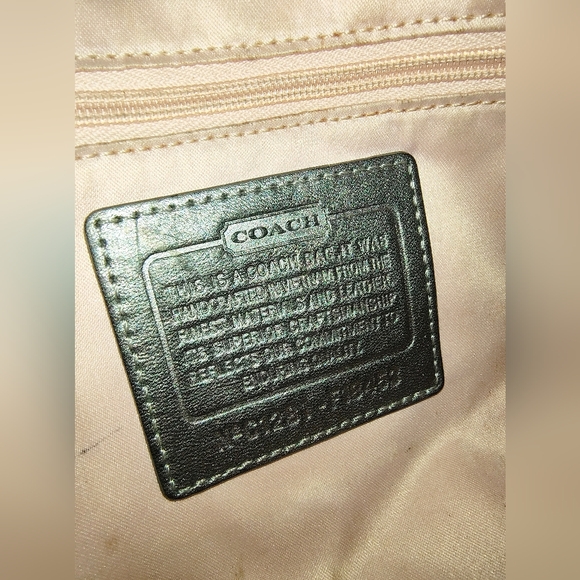 COACH
THIS IS A COACH BAG. IT WAS
HANDCRAFTED IN VIETNAM FROM THE
FINEST MATERIALS AND LEATHERS.
ITS SUPERIOR CRAFTSMANSHIP
REFLECTS OUR COMMITMENT TO
ENDURING QUALITY.